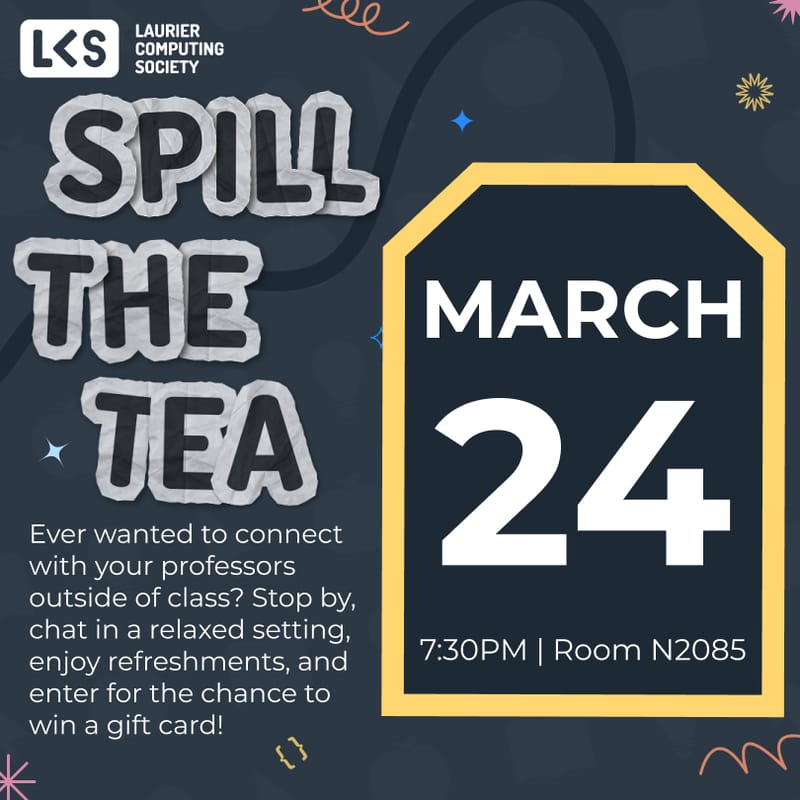 LCS
LAURIER
COMPUTING
SOCIETY
SPILL
THE
TEA
Ever wanted to connect
with your professors
outside of class? Stop by,
chat in a relaxed setting,
enjoy refreshments, and
enter for the chance to
win a gift card!
MARCH
24
7:30PM | Room N2085
{}